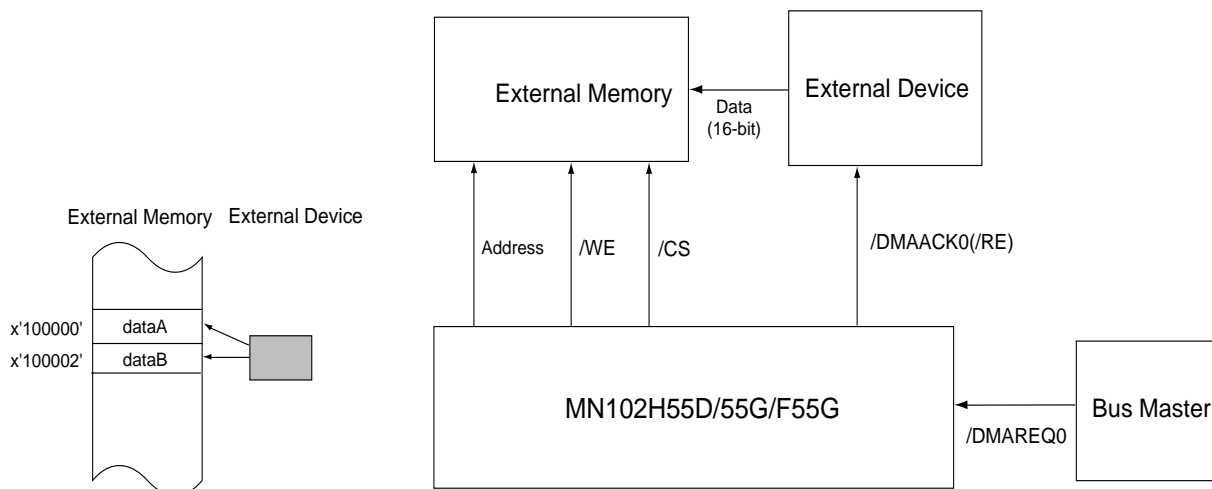 External Memory External Device
x'100000' dataA
x'100002' dataB
External Memory
Data
(16-bit)
External Device
Address
/WE
/CS
/DMAACK0(/RE)
MN102H55D/55G/F55G
/DMAREQ0
Bus Master